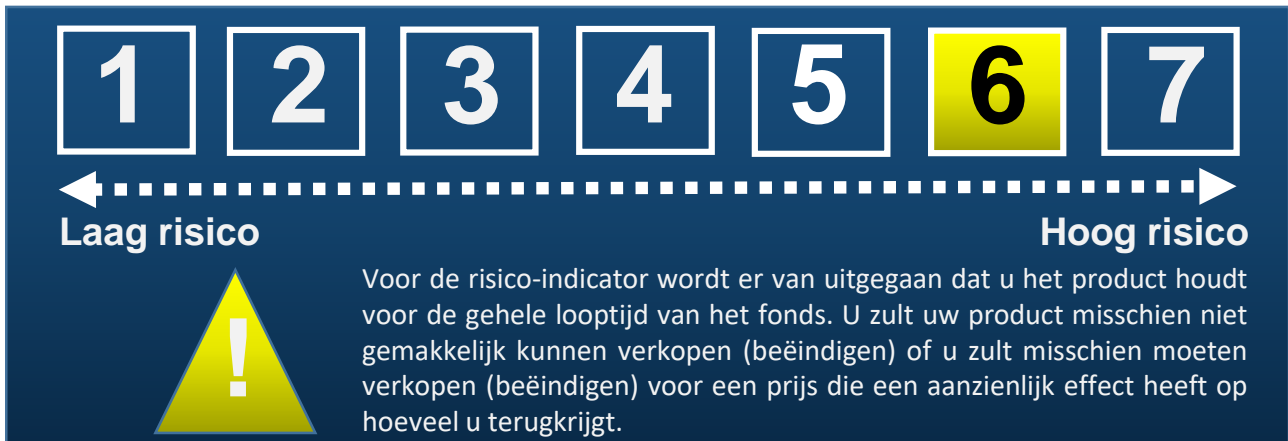 1 2 3 4 5 6 7
Laag risico Hoog risico
!
Voor de risico-indicator wordt er van uitgegaan dat u het product houdt
voor de gehele looptijd van het fonds. U zult uw product misschien niet
gemakkelijk kunnen verkopen (beëindigen) of u zult misschien moeten
verkopen (beëindigen) voor een prijs die een aanzienlijk effect heeft op
hoeveel u terugkrijgt.